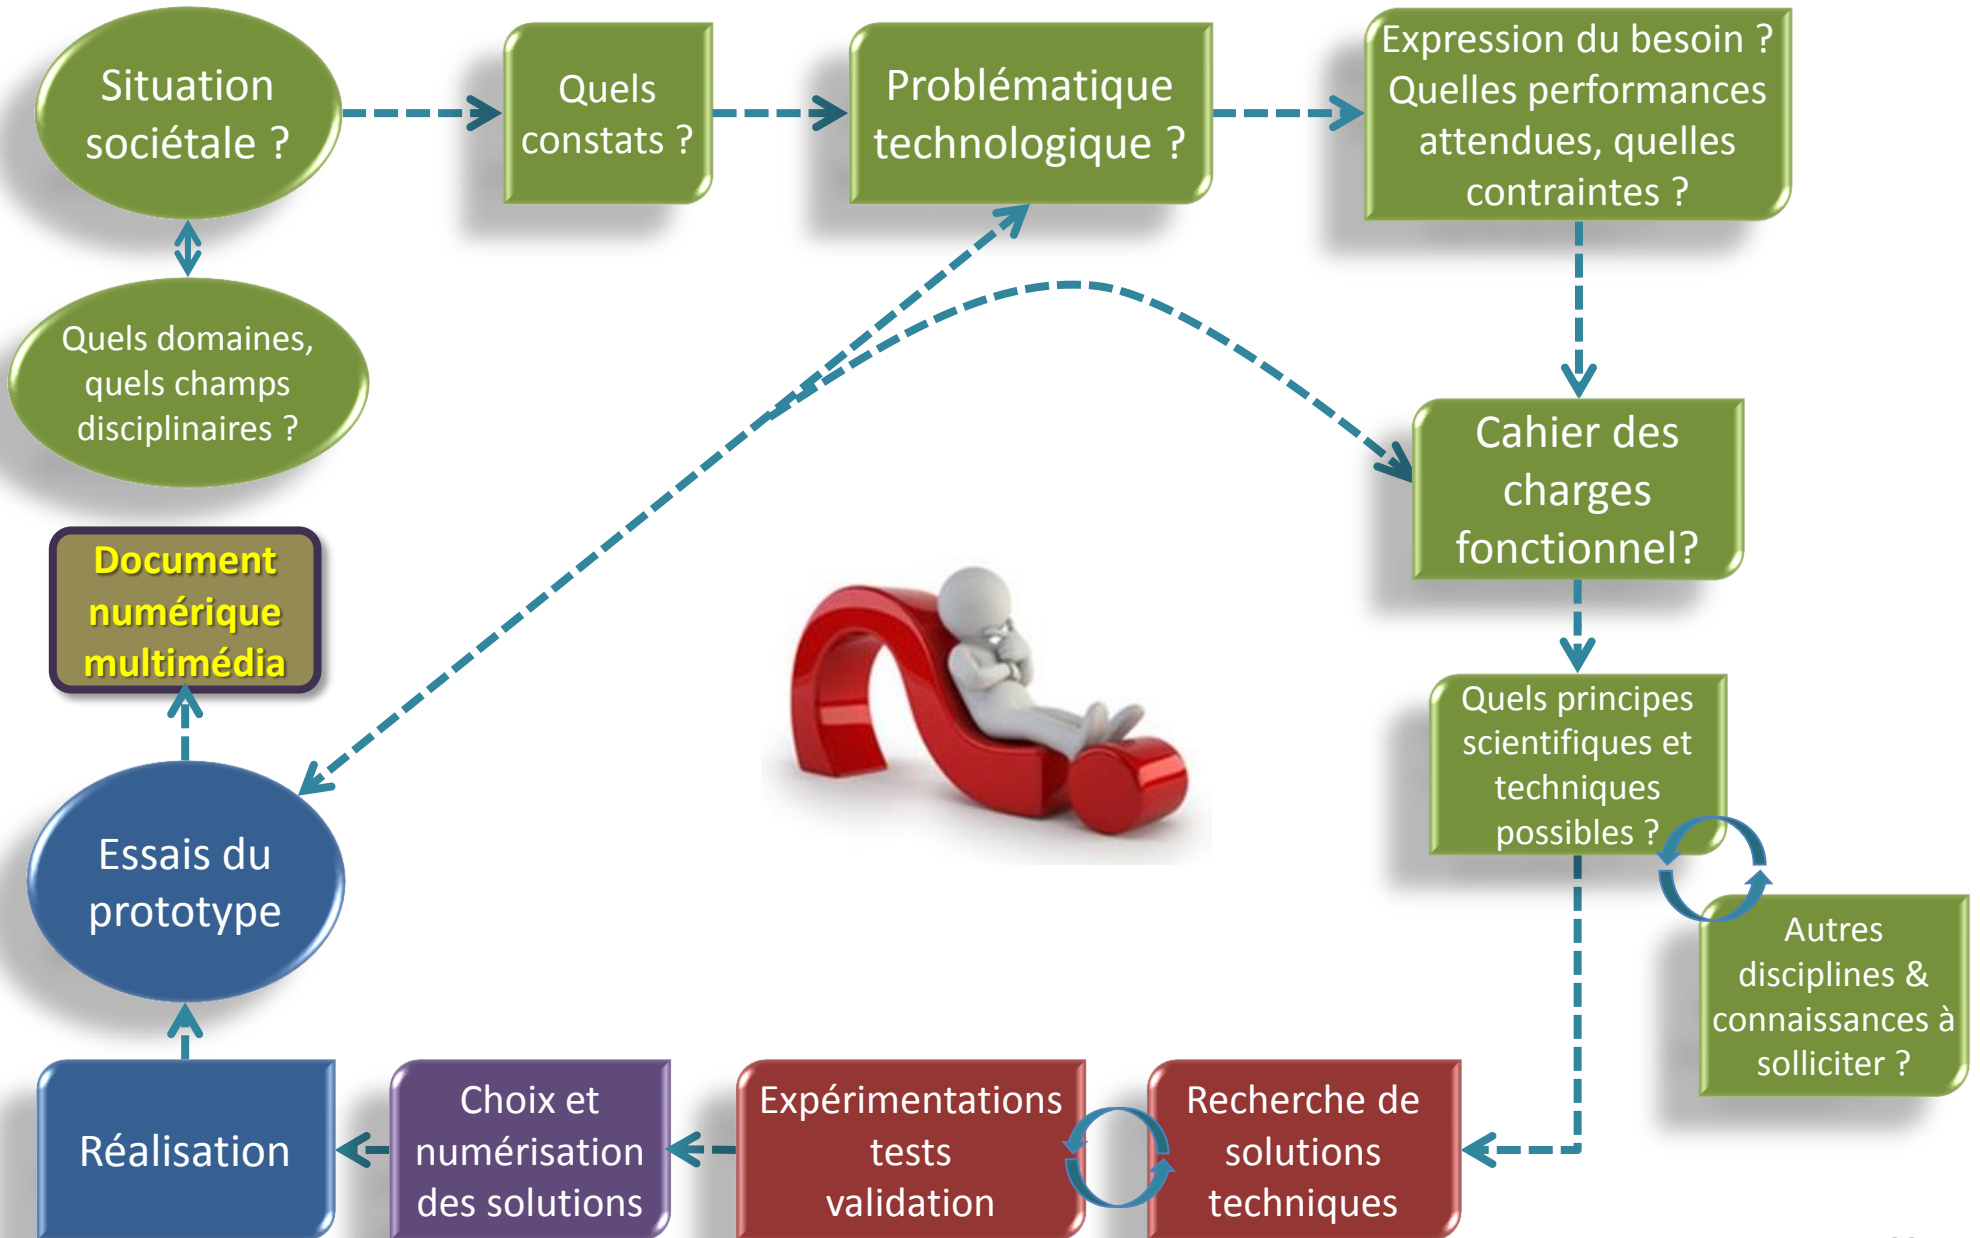 Situation
sociétale ?
Quels
constats ?
Problématique
technologique ?
Expression du besoin ?
Quelles performances
attendues, quelles
contraintes ?
Quels domaines,
quels champs
disciplinaires ?
Cahier des
charges
fonctionnel?
Document
numérique
multimédia
Quels principes
scientifiques et
techniques
possibles ?
Essais du
prototype
Autres
disciplines &
connaissances à
solliciter ?
Réalisation
Choix et
numérisation
des solutions
Expérimentations
tests
validation
Recherche de
solutions
techniques